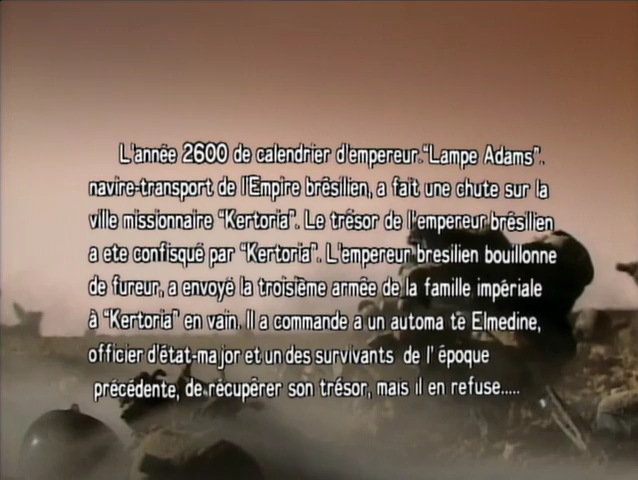 L'année 2600 de calendrier d'empereur."Lampe Adams".
navire-transport de l'Empire brésilien, a fait une chute sur la
ville missionnaire "Kertoria". Le trésor de l'empereur brésilien
a ete confisqué par "Kertoria". L'empereur bresilien bouillonne
de fureur, a envoyë la troisième armée de la famille impériale
à "Kertoria" en vain. Il a commande a un automa tè Elmedine,
officier d'état-major et un des survivants de l' époque
précédente, de récupérer son trésor, mais il en refuse.....